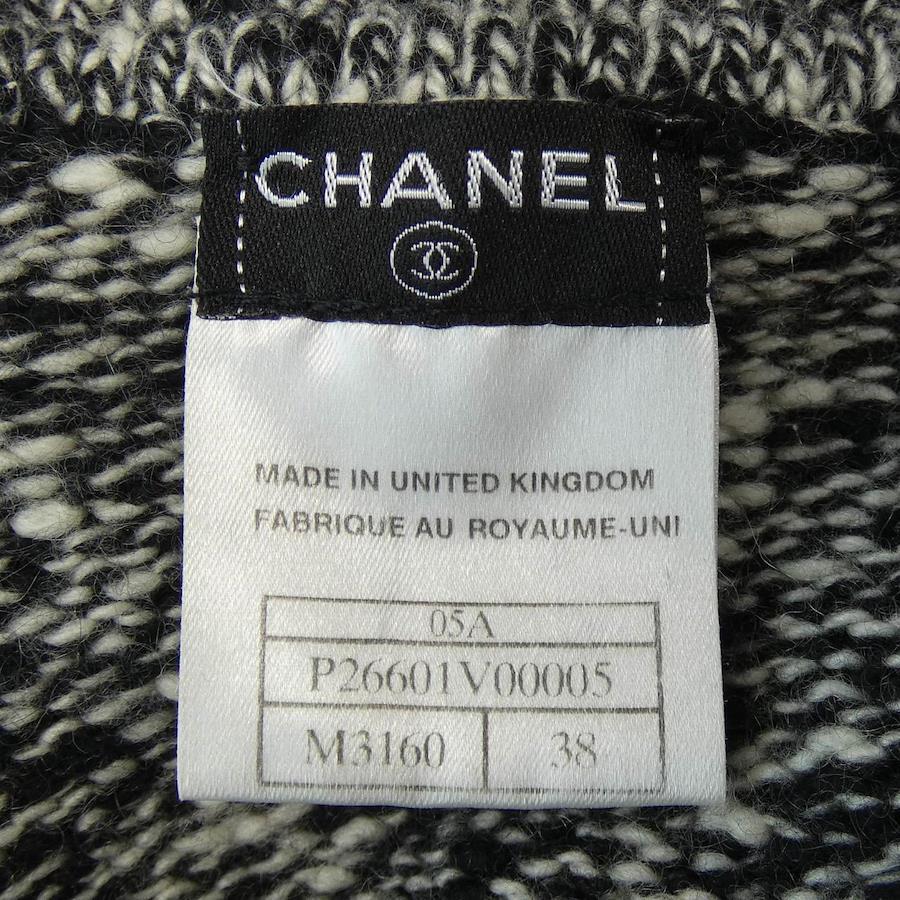 CHANEL
MADE IN UNITED KINGDOM
FABRIQUE AU ROYAUME-UNI
05A
P26601V00005
M3160 38